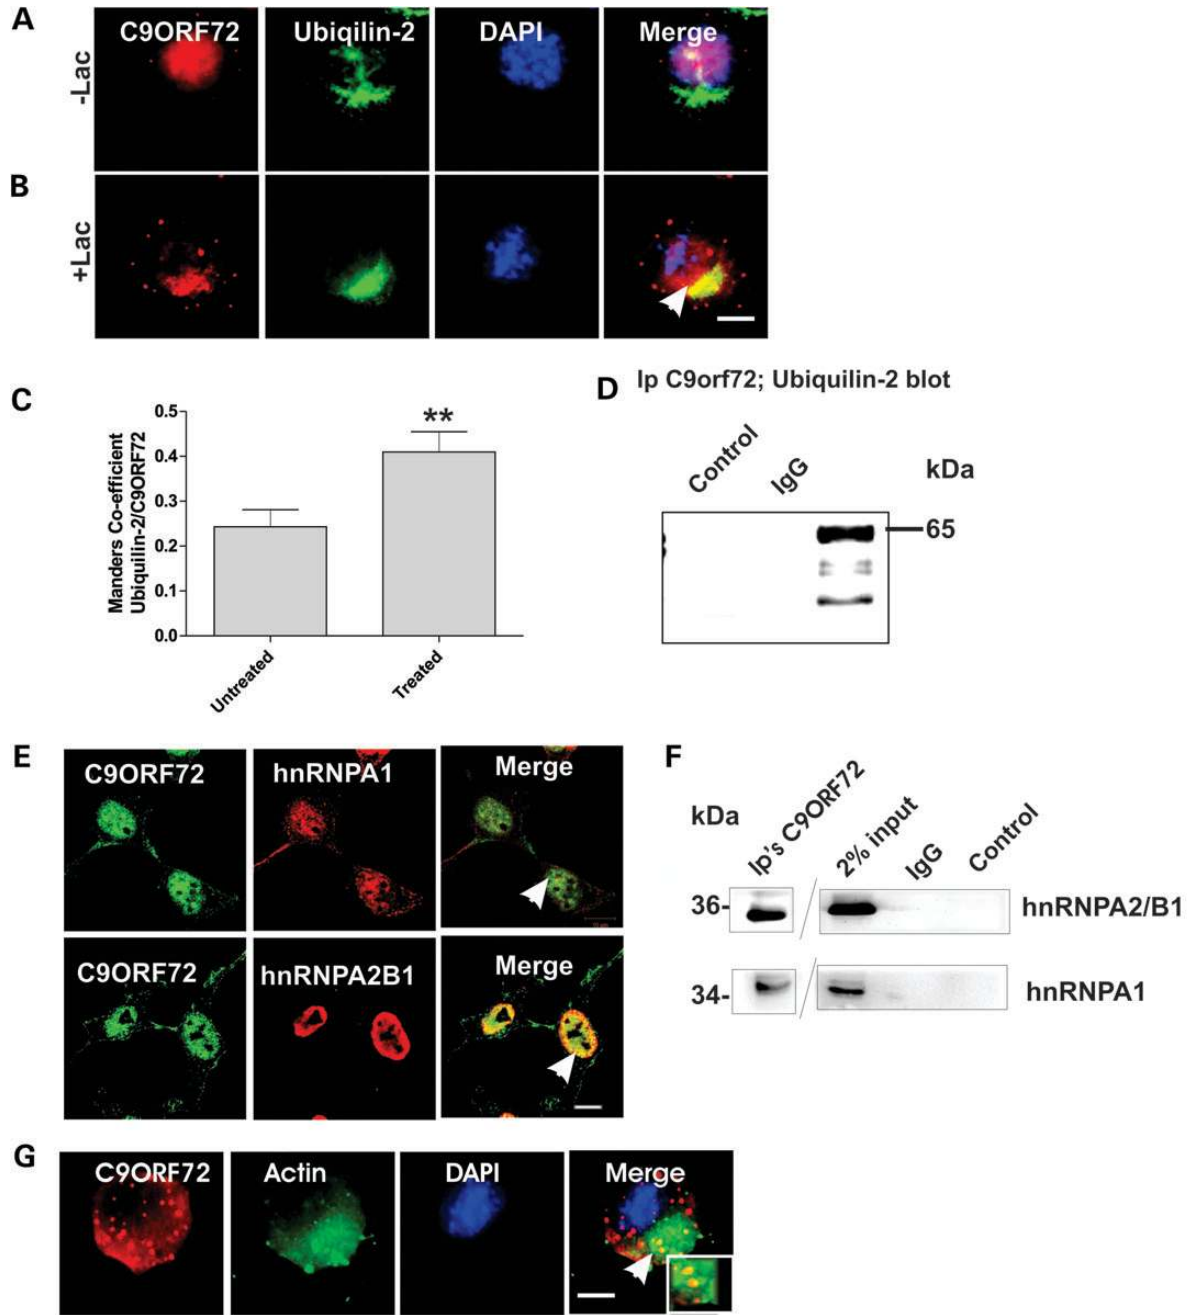 A
C9ORF72 Ubiqilin-2 DAPI Merge
-Lac
B
+Lac
C
Manders Co-efficient
Ubiquilin-2/C9ORF72
0.5
0.4
0.3
0.2
0.1
0.0
**
Untreated
Treated
D
Ip C9orf72; Ubiquilin-2 blot
Control
IgG
kDa
65
E
C9ORF72 hnRNPA1 Merge
C9ORF72 hnRNPA2B1 Merge
F
kDa
Ip's C9ORF72
2% input
IgG
Control
36-
hnRNPA2/B1
34-
hnRNPA1
G
C9ORF72 Actin DAPI Merge